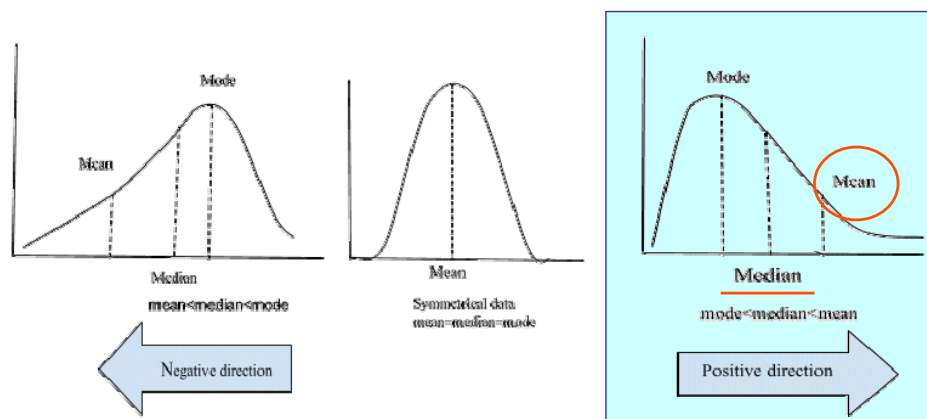 Mode
Mean
Median
mean<median<mode
Negative direction
Mean
Symmetrical data
mean=median=mode
Mode
Mean
Median
mode<median<mean
Positive direction